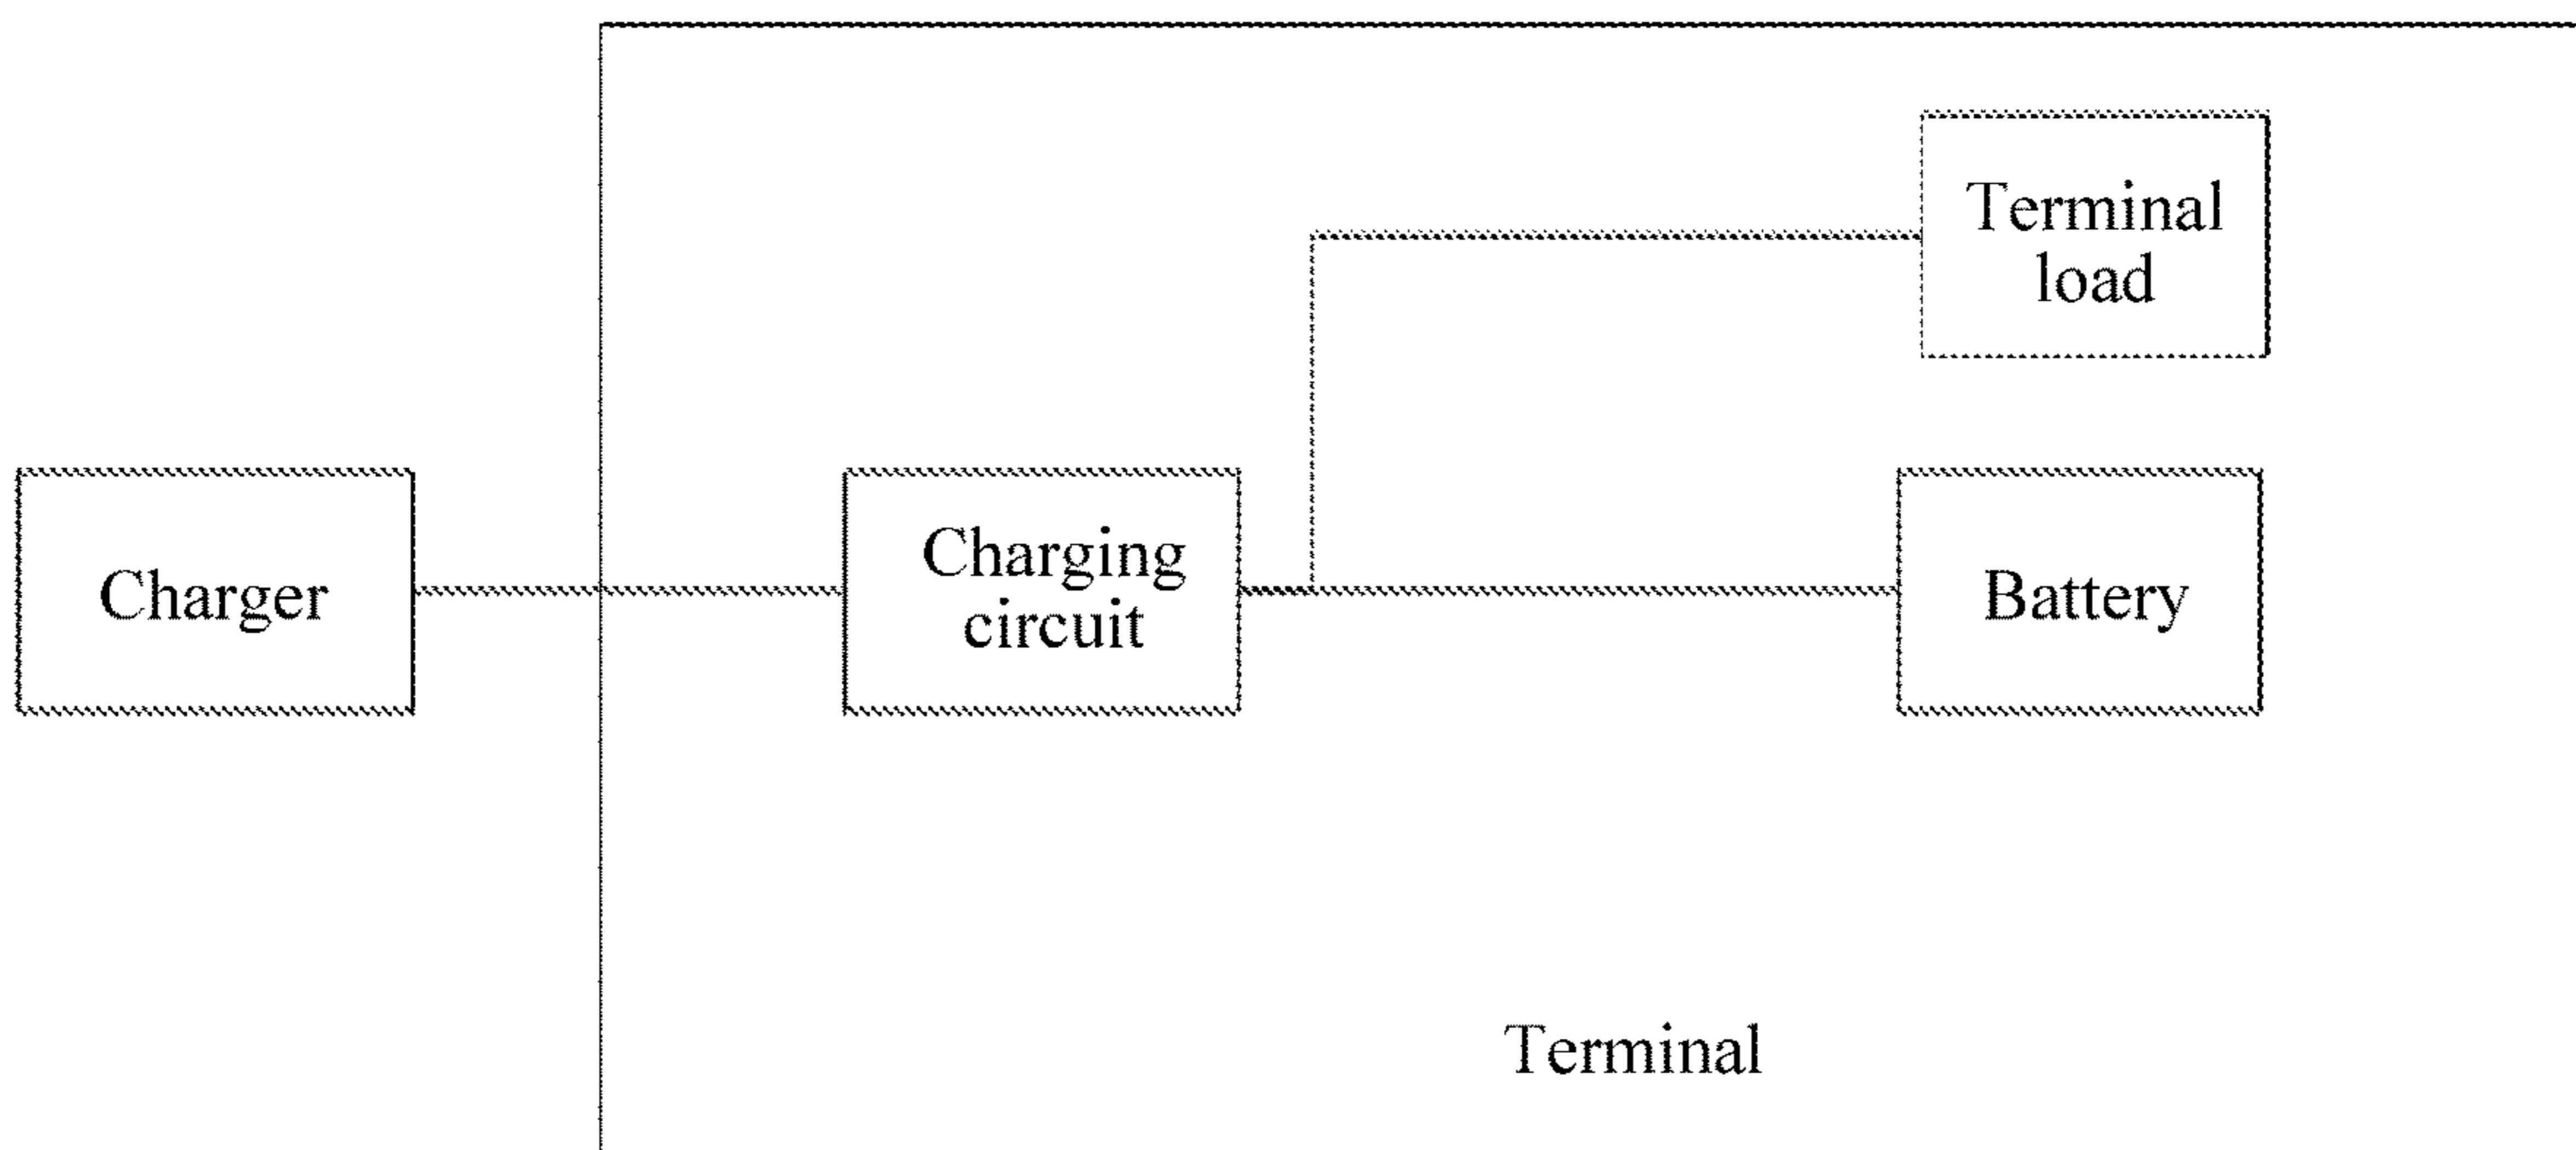 Terminal
load
Charger
Charging
circuit
Battery
Terminal